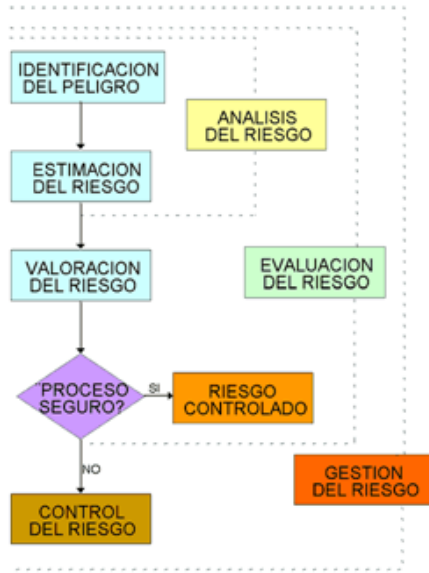 IDENTIFICACION
DEL PELIGRO
ANALISIS
DEL RIESGO
ESTIMACION
DEL RIESGO
VALORACION
DEL RIESGO
EVALUACION
DEL RIESGO
¨PROCESO
SEGURO?
SI
RIESGO
CONTROLADO
NO
GESTION
DEL RIESGO
CONTROL
DEL RIESGO